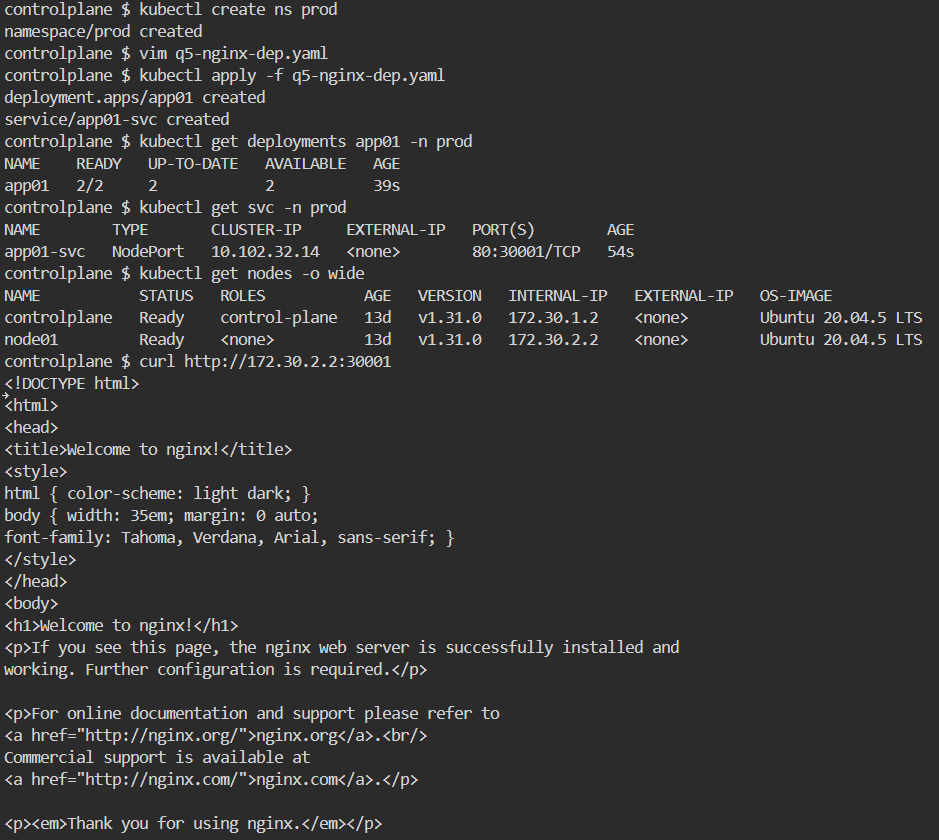 controlplane $ kubectl create ns prod
namespace/prod created
controlplane $ vim q5-nginx-dep.yaml
controlplane $ kubectl apply -f q5-nginx-dep.yaml
deployment.apps/app01 created
service/app01-svc created
controlplane $ kubectl get deployments app01 -n prod
NAME    READY   UP-TO-DATE   AVAILABLE   AGE
app01   2/2     2            2           39s
controlplane $ kubectl get svc -n prod
NAME        TYPE       CLUSTER-IP     EXTERNAL-IP   PORT(S)        AGE
app01-svc   NodePort   10.102.32.14   <none>        80:30001/TCP   54s
controlplane $ kubectl get nodes -o wide
NAME           STATUS   ROLES           AGE   VERSION   INTERNAL-IP   EXTERNAL-IP   OS-IMAGE
controlplane   Ready    control-plane   13d   v1.31.0   172.30.1.2    <none>        Ubuntu 20.04.5 LTS
node01         Ready    <none>          13d   v1.31.0   172.30.2.2    <none>        Ubuntu 20.04.5 LTS
controlplane $ curl http://172.30.2.2:30001
<!DOCTYPE html>
<html>
<head>
<title>Welcome to nginx!</title>
<style>
html { color-scheme: light dark; }
body { width: 35em; margin: 0 auto;
font-family: Tahoma, Verdana, Arial, sans-serif; }
</style>
</head>
<body>
<h1>Welcome to nginx!</h1>
<p>If you see this page, the nginx web server is successfully installed and
working. Further configuration is required.</p>

<p>For online documentation and support please refer to
<a href="http://nginx.org/">nginx.org</a>.<br/>
Commercial support is available at
<a href="http://nginx.com/">nginx.com</a>.</p>

<p><em>Thank you for using nginx.</em></p>